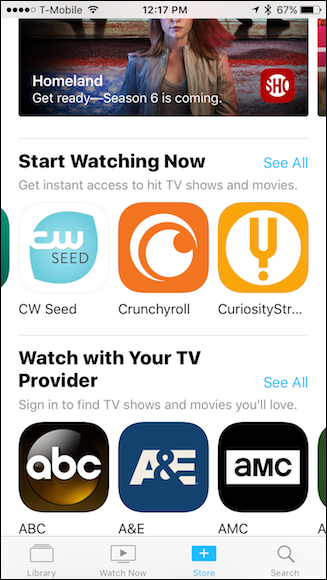 T-Mobile 12:17 PM 67%
Homeland
Get ready—Season 6 is coming.
SHO
Start Watching Now See All
Get instant access to hit TV shows and movies.
CW
SEED
CW Seed Crunchyroll CuriosityStr...
Watch with Your TV
Provider See All
Sign in to find TV shows and movies you'll love.
abc A&E aMC
ABC A&E AMC
Library Watch Now Store Search